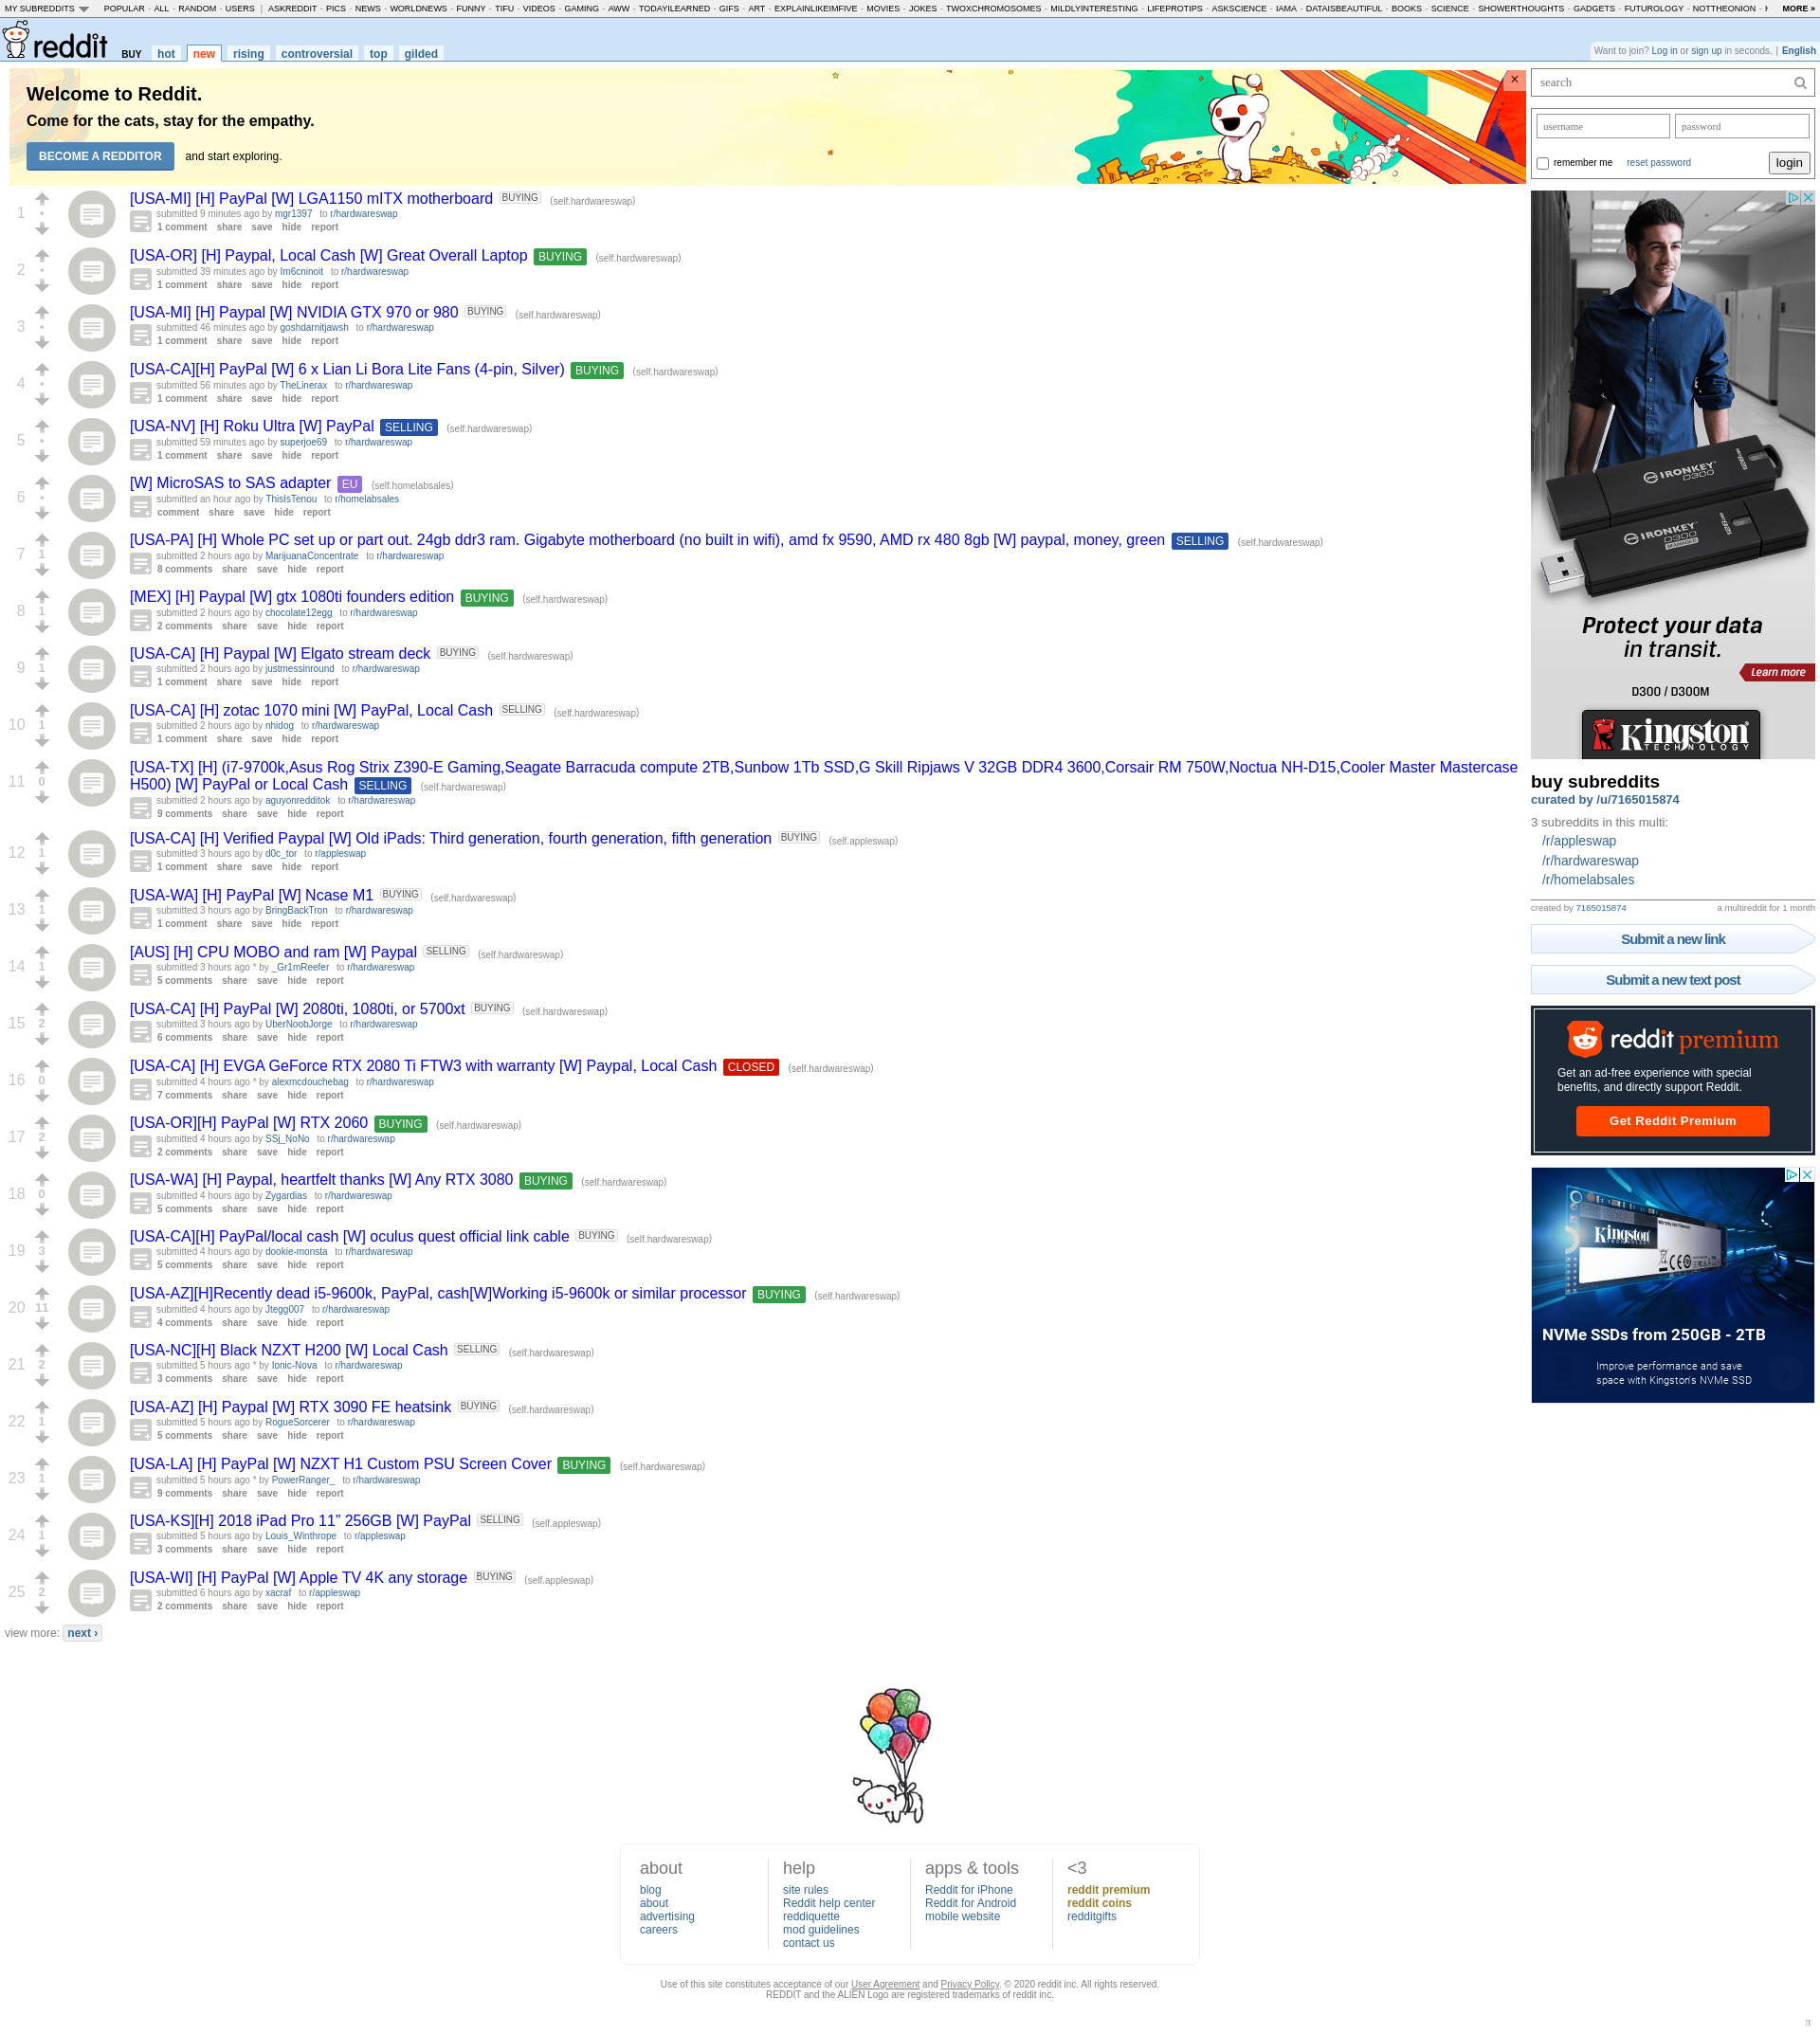 MY SUBREDDITS POPULAR - ALL - RANDOM - USERS | ASKREDDIT - PICS - NEWS - WORLDNEWS - FUNNY - TIFU - VIDEOS - GAMING - AWW - TODAYILEARNED - GIFS - ART - EXPLAINLIKEIMFIVE - MOVIES - JOKES - TWOXCHROMOSOMES - MILDLYINTERESTING - LIFEPROTIPS - ASKSCIENCE - IAMA - DATAISBEAUTIFUL - BOOKS - SCIENCE - SHOWERTHOUGHTS - GADGETS - FUTUROLOGY - NOTTHEONION - MORE »
reddit BUY hot new rising controversial top gilded
Want to join? Log in or sign up in seconds. | English
Welcome to Reddit.
Come for the cats, stay for the empathy.
BECOME A REDDITOR and start exploring.
×
1
[USA-MI] [H] PayPal [W] LGA1150 mITX motherboard BUYING (self.hardwareswap)
•
submitted 9 minutes ago by mgr1397 to r/hardwareswap
1 comment share save hide report
2
[USA-OR] [H] Paypal, Local Cash [W] Great Overall Laptop BUYING (self.hardwareswap)
•
submitted 39 minutes ago by Im6cninoit to r/hardwareswap
1 comment share save hide report
3
[USA-MI] [H] Paypal [W] NVIDIA GTX 970 or 980 BUYING (self.hardwareswap)
•
submitted 46 minutes ago by goshdarnitjawsh to r/hardwareswap
1 comment share save hide report
4
[USA-CA][H] PayPal [W] 6 x Lian Li Bora Lite Fans (4-pin, Silver) BUYING (self.hardwareswap)
•
submitted 56 minutes ago by TheLinerax to r/hardwareswap
1 comment share save hide report
5
[USA-NV] [H] Roku Ultra [W] PayPal SELLING (self.hardwareswap)
•
submitted 59 minutes ago by superjoe69 to r/hardwareswap
1 comment share save hide report
6
[W] MicroSAS to SAS adapter EU (self.homelabsales)
•
submitted an hour ago by ThisIsTenou to r/homelabsales
comment share save hide report
7
[USA-PA] [H] Whole PC set up or part out. 24gb ddr3 ram. Gigabyte motherboard (no built in wifi), amd fx 9590, AMD rx 480 8gb [W] paypal, money, green SELLING (self.hardwareswap)
1
submitted 2 hours ago by MarijuanaConcentrate to r/hardwareswap
8 comments share save hide report
8
[MEX] [H] Paypal [W] gtx 1080ti founders edition BUYING (self.hardwareswap)
1
submitted 2 hours ago by chocolate12egg to r/hardwareswap
2 comments share save hide report
9
[USA-CA] [H] Paypal [W] Elgato stream deck BUYING (self.hardwareswap)
1
submitted 2 hours ago by justmessinround to r/hardwareswap
1 comment share save hide report
10
[USA-CA] [H] zotac 1070 mini [W] PayPal, Local Cash SELLING (self.hardwareswap)
1
submitted 2 hours ago by nhidog to r/hardwareswap
1 comment share save hide report
11
[USA-TX] [H] (i7-9700k,Asus Rog Strix Z390-E Gaming,Seagate Barracuda compute 2TB,Sunbow 1Tb SSD,G Skill Ripjaws V 32GB DDR4 3600,Corsair RM 750W,Noctua NH-D15,Cooler Master Mastercase
0
H500) [W] PayPal or Local Cash SELLING (self.hardwareswap)
submitted 2 hours ago by aguyonredditok to r/hardwareswap
9 comments share save hide report
12
[USA-CA] [H] Verified Paypal [W] Old iPads: Third generation, fourth generation, fifth generation BUYING (self.appleswap)
1
submitted 3 hours ago by d0c_tor to r/appleswap
1 comment share save hide report
13
[USA-WA] [H] PayPal [W] Ncase M1 BUYING (self.hardwareswap)
1
submitted 3 hours ago by BringBackTron to r/hardwareswap
1 comment share save hide report
14
[AUS] [H] CPU MOBO and ram [W] Paypal SELLING (self.hardwareswap)
1
submitted 3 hours ago * by _Gr1mReefer to r/hardwareswap
5 comments share save hide report
15
[USA-CA] [H] PayPal [W] 2080ti, 1080ti, or 5700xt BUYING (self.hardwareswap)
2
submitted 3 hours ago by UberNoobJorge to r/hardwareswap
6 comments share save hide report
16
[USA-CA] [H] EVGA GeForce RTX 2080 Ti FTW3 with warranty [W] Paypal, Local Cash CLOSED (self.hardwareswap)
0
submitted 4 hours ago * by alexmcdouchebag to r/hardwareswap
7 comments share save hide report
17
[USA-OR][H] PayPal [W] RTX 2060 BUYING (self.hardwareswap)
2
submitted 4 hours ago by SSj_NoNo to r/hardwareswap
2 comments share save hide report
18
[USA-WA] [H] Paypal, heartfelt thanks [W] Any RTX 3080 BUYING (self.hardwareswap)
0
submitted 4 hours ago by Zygardias to r/hardwareswap
5 comments share save hide report
19
[USA-CA][H] PayPal/local cash [W] oculus quest official link cable BUYING (self.hardwareswap)
3
submitted 4 hours ago by dookie-monsta to r/hardwareswap
5 comments share save hide report
20
[USA-AZ][H]Recently dead i5-9600k, PayPal, cash[W]Working i5-9600k or similar processor BUYING (self.hardwareswap)
11
submitted 4 hours ago by Jtegg007 to r/hardwareswap
4 comments share save hide report
21
[USA-NC][H] Black NZXT H200 [W] Local Cash SELLING (self.hardwareswap)
2
submitted 5 hours ago * by Ionic-Nova to r/hardwareswap
3 comments share save hide report
22
[USA-AZ] [H] Paypal [W] RTX 3090 FE heatsink BUYING (self.hardwareswap)
1
submitted 5 hours ago by RogueSorcerer to r/hardwareswap
5 comments share save hide report
23
[USA-LA] [H] PayPal [W] NZXT H1 Custom PSU Screen Cover BUYING (self.hardwareswap)
1
submitted 5 hours ago * by PowerRanger_ to r/hardwareswap
9 comments share save hide report
24
[USA-KS][H] 2018 iPad Pro 11” 256GB [W] PayPal SELLING (self.appleswap)
1
submitted 5 hours ago by Louis_Winthrope to r/appleswap
3 comments share save hide report
25
[USA-WI] [H] PayPal [W] Apple TV 4K any storage BUYING (self.appleswap)
2
submitted 6 hours ago by xacraf to r/appleswap
2 comments share save hide report
view more: next ›
search
username password
remember me reset password login
IRONKEY
D300
128GB
IRONKEY
D300
MANAGED
128GB
Protect your data
in transit.
Learn more
D300 / D300M
Kingston
TECHNOLOGY
buy subreddits
curated by /u/7165015874
3 subreddits in this multi:
/r/appleswap
/r/hardwareswap
/r/homelabsales
created by 7165015874 a multireddit for 1 month
Submit a new link
Submit a new text post
reddit premium
Get an ad-free experience with special
benefits, and directly support Reddit.
Get Reddit Premium
Kingston
NVMe SSDs from 250GB - 2TB
Improve performance and save
space with Kingston's NVMe SSD
about
blog
about
advertising
careers
help
site rules
Reddit help center
reddiquette
mod guidelines
contact us
apps & tools
Reddit for iPhone
Reddit for Android
mobile website
<3
reddit premium
reddit coins
redditgifts
Use of this site constitutes acceptance of our User Agreement and Privacy Policy. © 2020 reddit inc. All rights reserved.
REDDIT and the ALIEN Logo are registered trademarks of reddit inc.
π